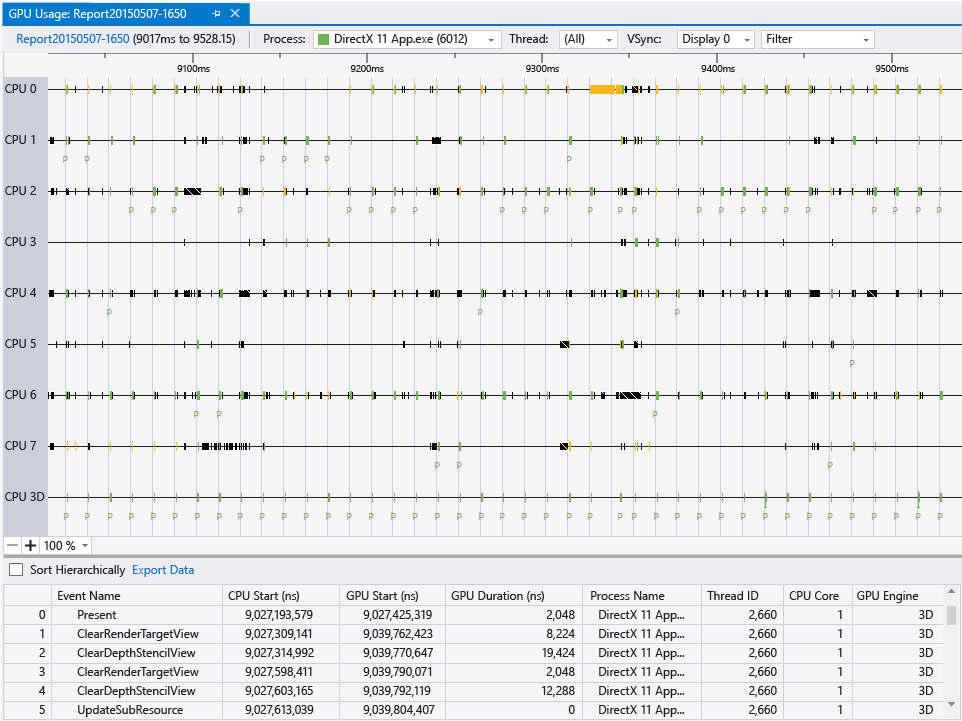 GPU Usage: Report20150507-1650
Report20150507-1650 (9017ms to 9528.15) Process: DirectX 11 App.exe (6012) Thread: (All) VSync: Display 0 Filter
9100ms 9200ms 9300ms 9400ms 9500ms
CPU 0
CPU 1
P P P P P P P
CPU 2
P P P P P P P P P P P P P P P P P P P P P P
CPU 3
CPU 4
P P P
CPU 5
P
CPU 6
P P P
CPU 7
P P P
CPU 3D
P P P P P P P P P P P P P P P P P P P P P P P P P P P P P P P P P P P P P P P P P
100 %
Sort Hierarchically Export Data
Event Name CPU Start (ns) GPU Start (ns) GPU Duration (ns) Process Name Thread ID CPU Core GPU Engine
0 Present 9,027,193,579 9,027,425,319 2,048 DirectX 11 App... 2,660 1 3D
1 ClearRenderTargetView 9,027,309,141 9,039,762,423 8,224 DirectX 11 App... 2,660 1 3D
2 ClearDepthStencilView 9,027,314,992 9,039,770,647 19,424 DirectX 11 App... 2,660 1 3D
3 ClearRenderTargetView 9,027,598,411 9,039,790,071 2,048 DirectX 11 App... 2,660 1 3D
4 ClearDepthStencilView 9,027,603,165 9,039,792,119 12,288 DirectX 11 App... 2,660 1 3D
5 UpdateSubResource 9,027,613,039 9,039,804,407 0 DirectX 11 App... 2,660 1 3D